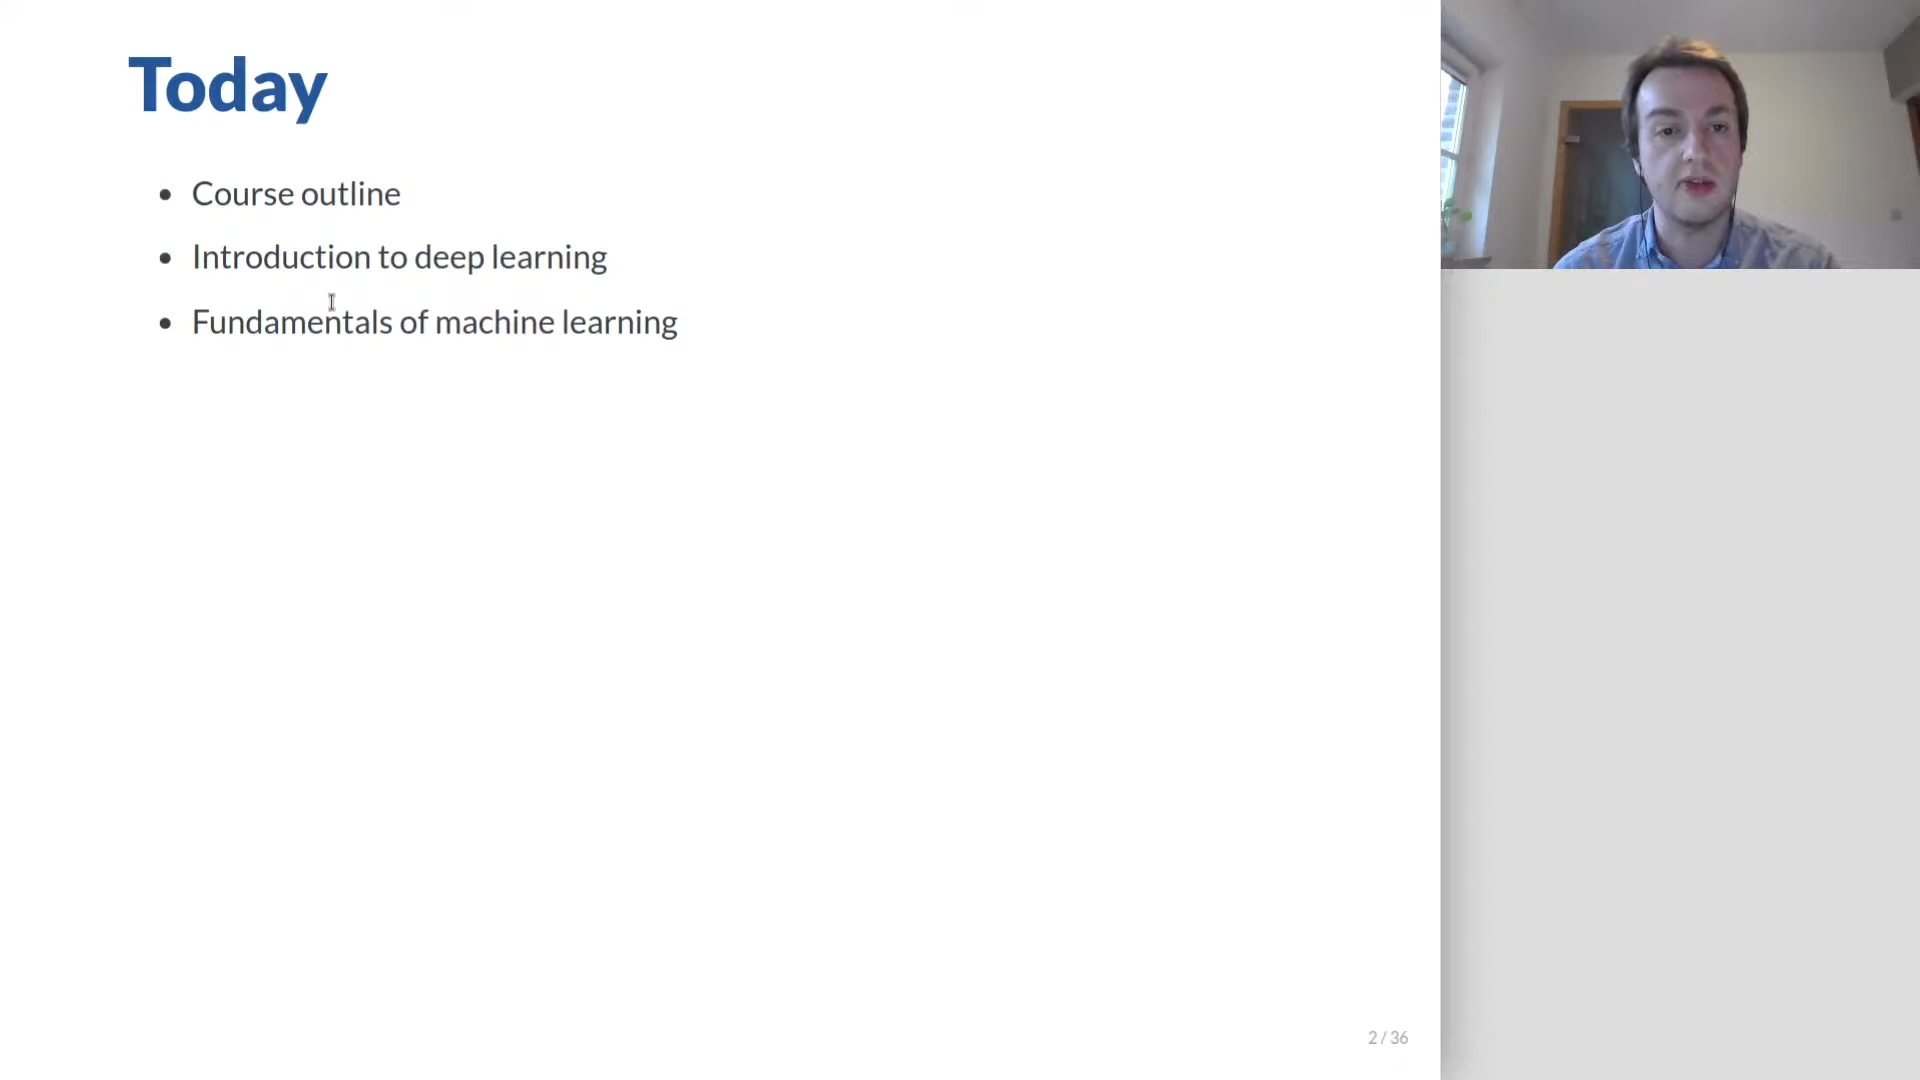 Today
• Course outline
• Introduction to deep learning
• Fundamentals of machine learning
2 / 36